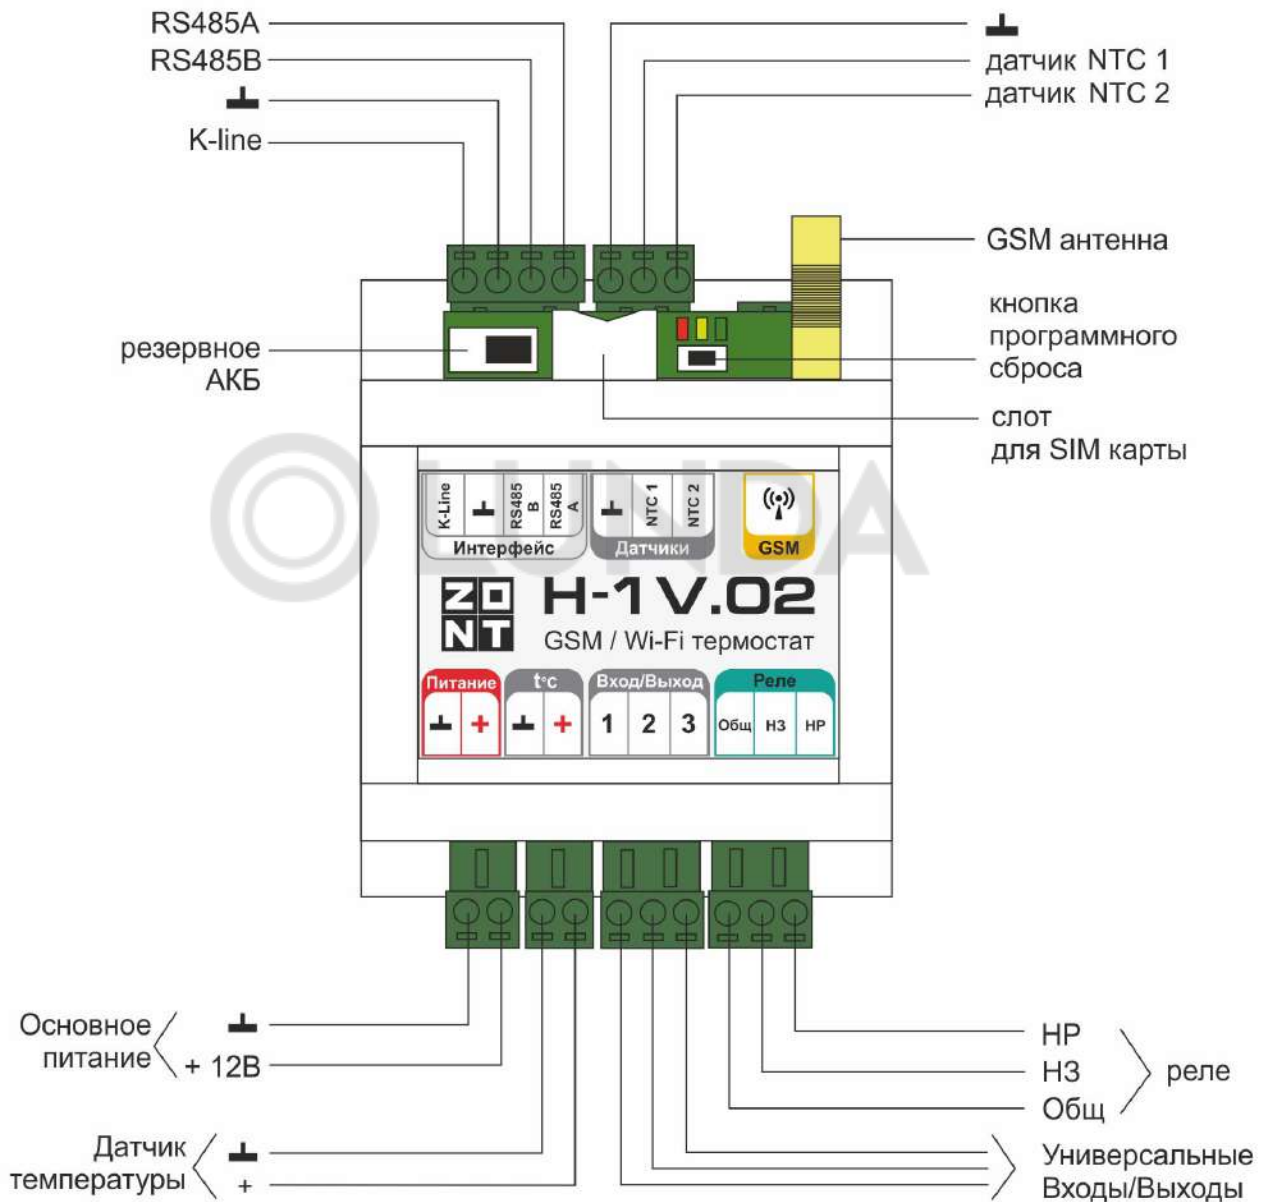 RS485A
RS485B
K-line
датчик NTC 1
датчик NTC 2
GSM антенна
кнопка
программного
сброса
слот
для SIM карты
резервное
АКБ
LUNDA
K-Line
RS485 B
RS485 A
Интерфейс
NTC 1
NTC 2
Датчики
GSM
ZONT
H-1V.02
GSM / Wi-Fi термостат
Питание
+
t°C
+
Вход/Выход
1 2 3
Реле
Общ НЗ НР
Основное
питание
+ 12В
Датчик
температуры
+
НР
НЗ
Общ
реле
Универсальные
Входы/Выходы